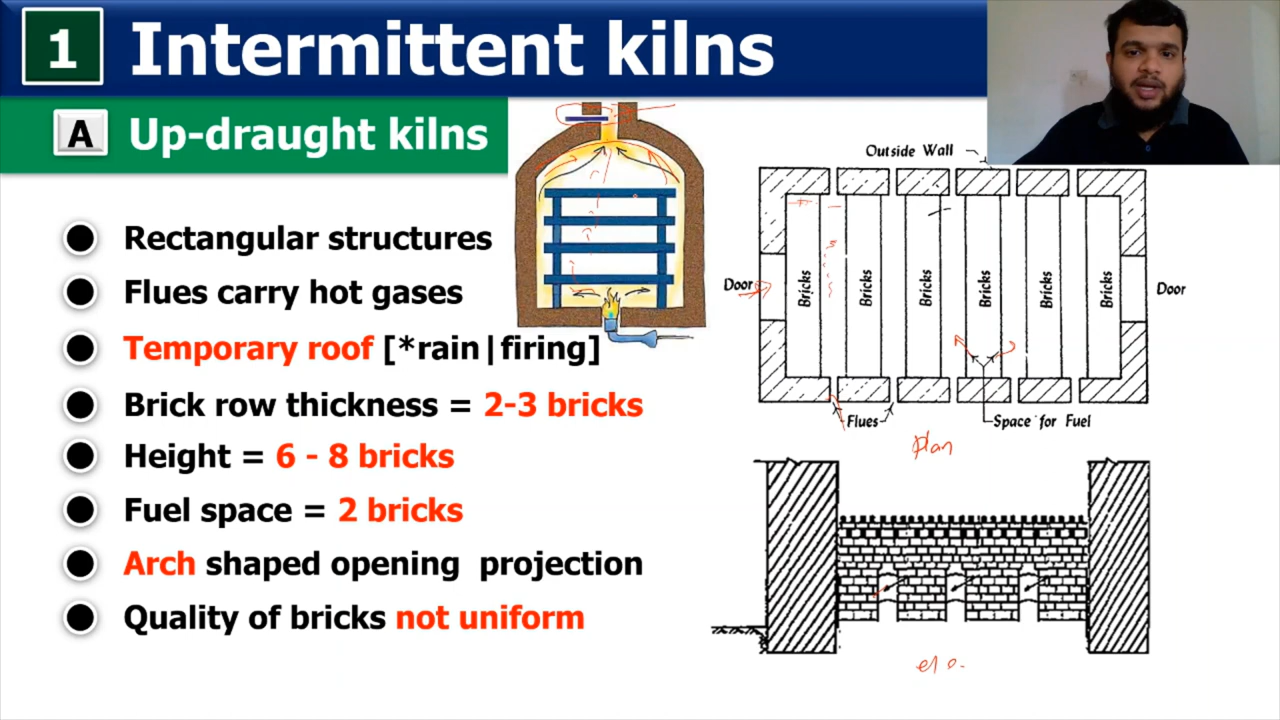 1 Intermittent kilns
A Up-draught kilns
Rectangular structures
Flues carry hot gases
Temporary roof [*rain|firing]
Brick row thickness = 2-3 bricks
Height = 6 - 8 bricks
Fuel space = 2 bricks
Arch shaped opening projection
Quality of bricks not uniform
Outside Wall
Door
Bricks
Bricks
Bricks
Bricks
Bricks
Bricks
Door
Flues
Space for Fuel
plan